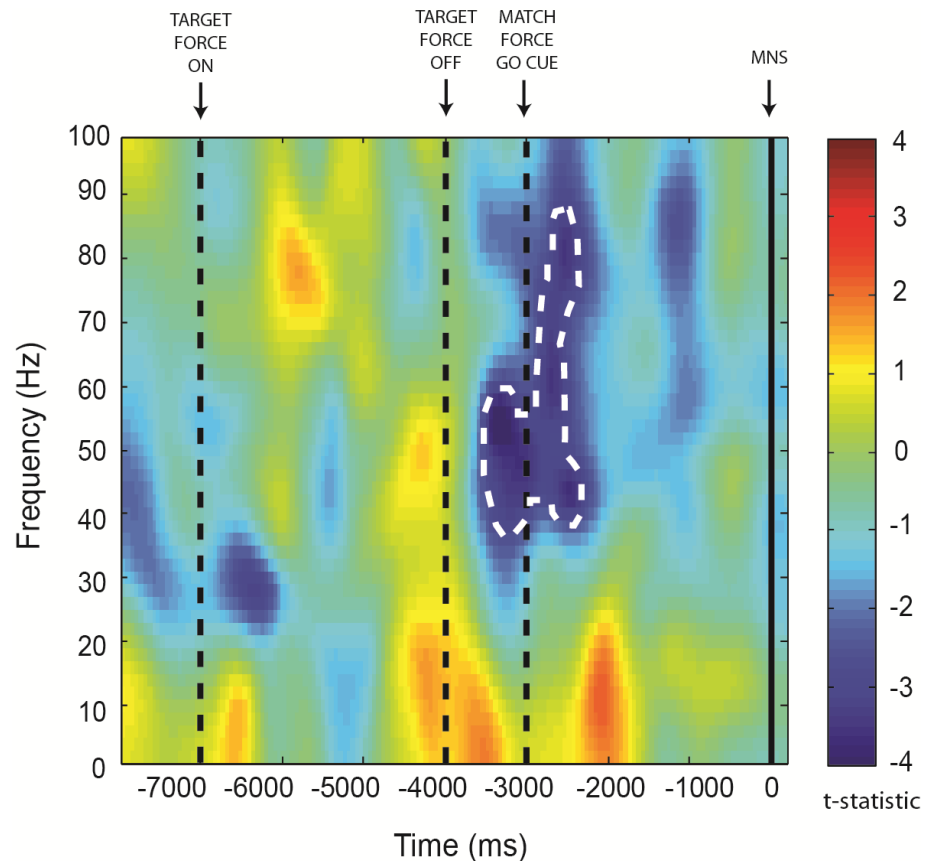 TARGET
FORCE
ON
TARGET
FORCE
OFF
MATCH
FORCE
GO CUE
MNS
100
90
80
70
60
50
40
30
20
10
0
Frequency (Hz)
-7000 -6000 -5000 -4000 -3000 -2000 -1000 0
Time (ms)
4
3
2
1
0
-1
-2
-3
-4
t-statistic